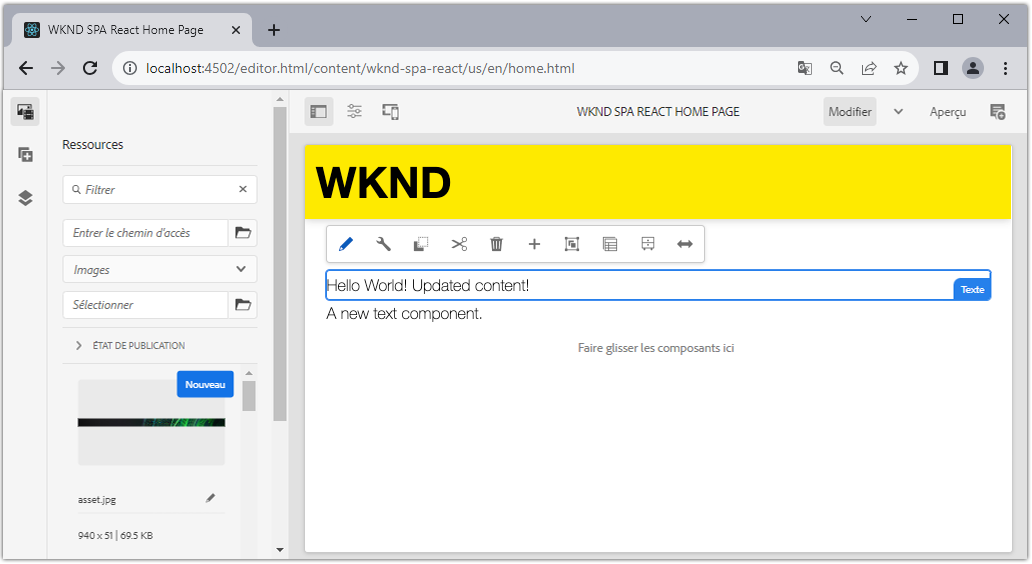 WKND SPA React Home Page
localhost:4502/editor.html/content/wknd-spa-react/us/en/home.html
WKND SPA REACT HOME PAGE
Modifier
Aperçu
Ressources
Filtrer
Entrer le chemin d'accès
Images
Sélectionner
ÉTAT DE PUBLICATION
Nouveau
asset.jpg
940 x 51 | 69.5 KB
WKND
Hello World! Updated content!
Texte
A new text component.
Faire glisser les composants ici